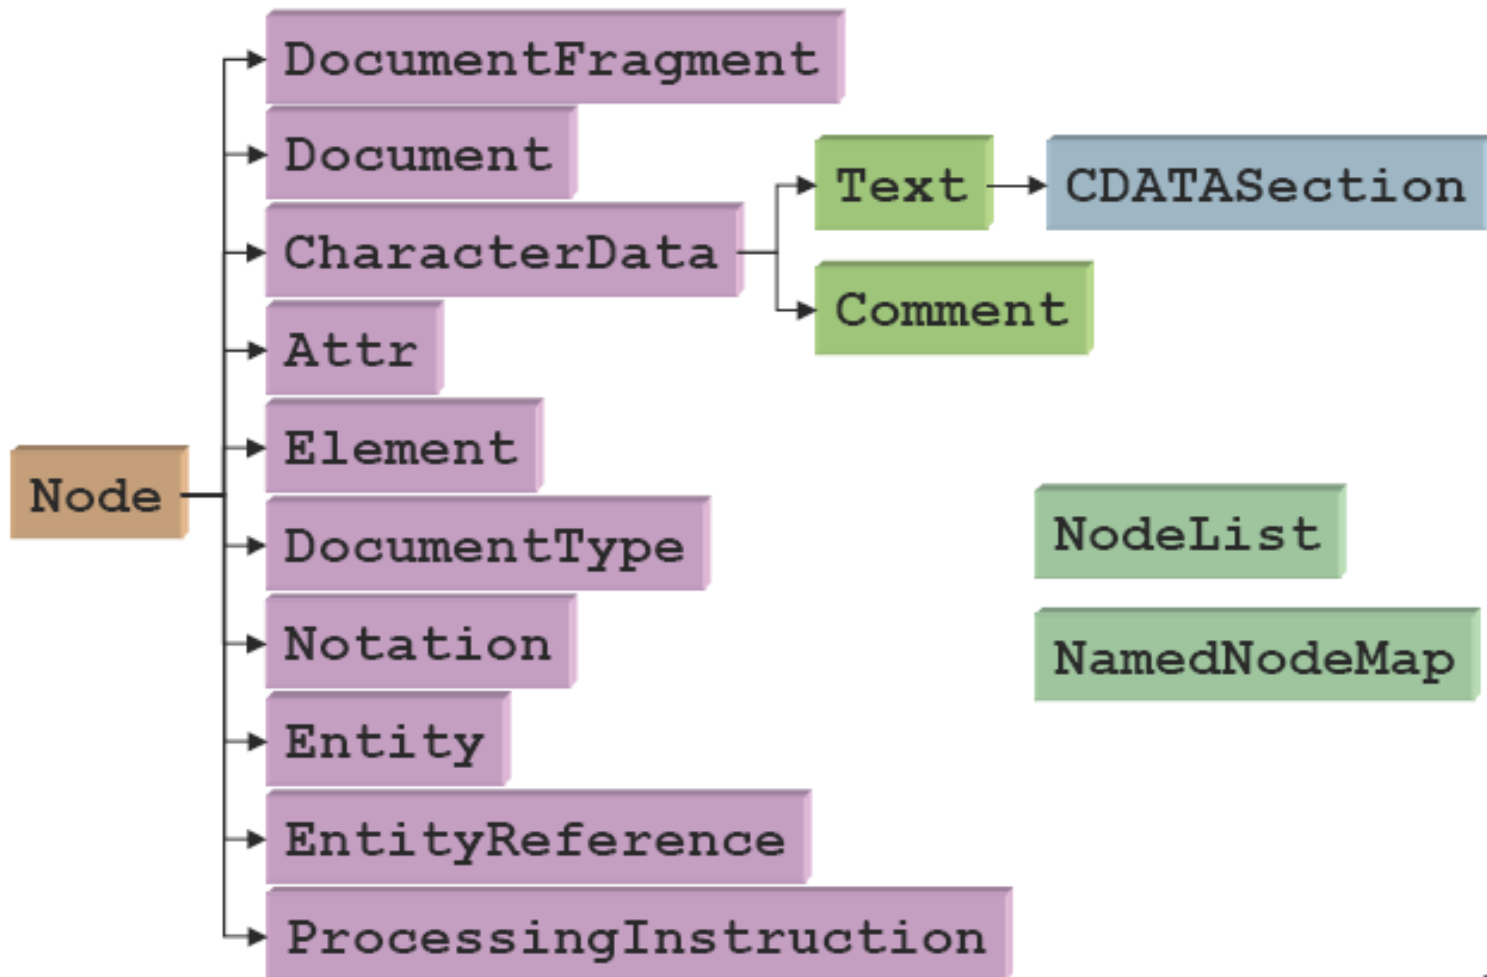 DocumentFragment
Document
CharacterData
Text
CDATASection
Comment
Attr
Element
Node
DocumentType
NodeList
Notation
NamedNodeMap
Entity
EntityReference
ProcessingInstruction